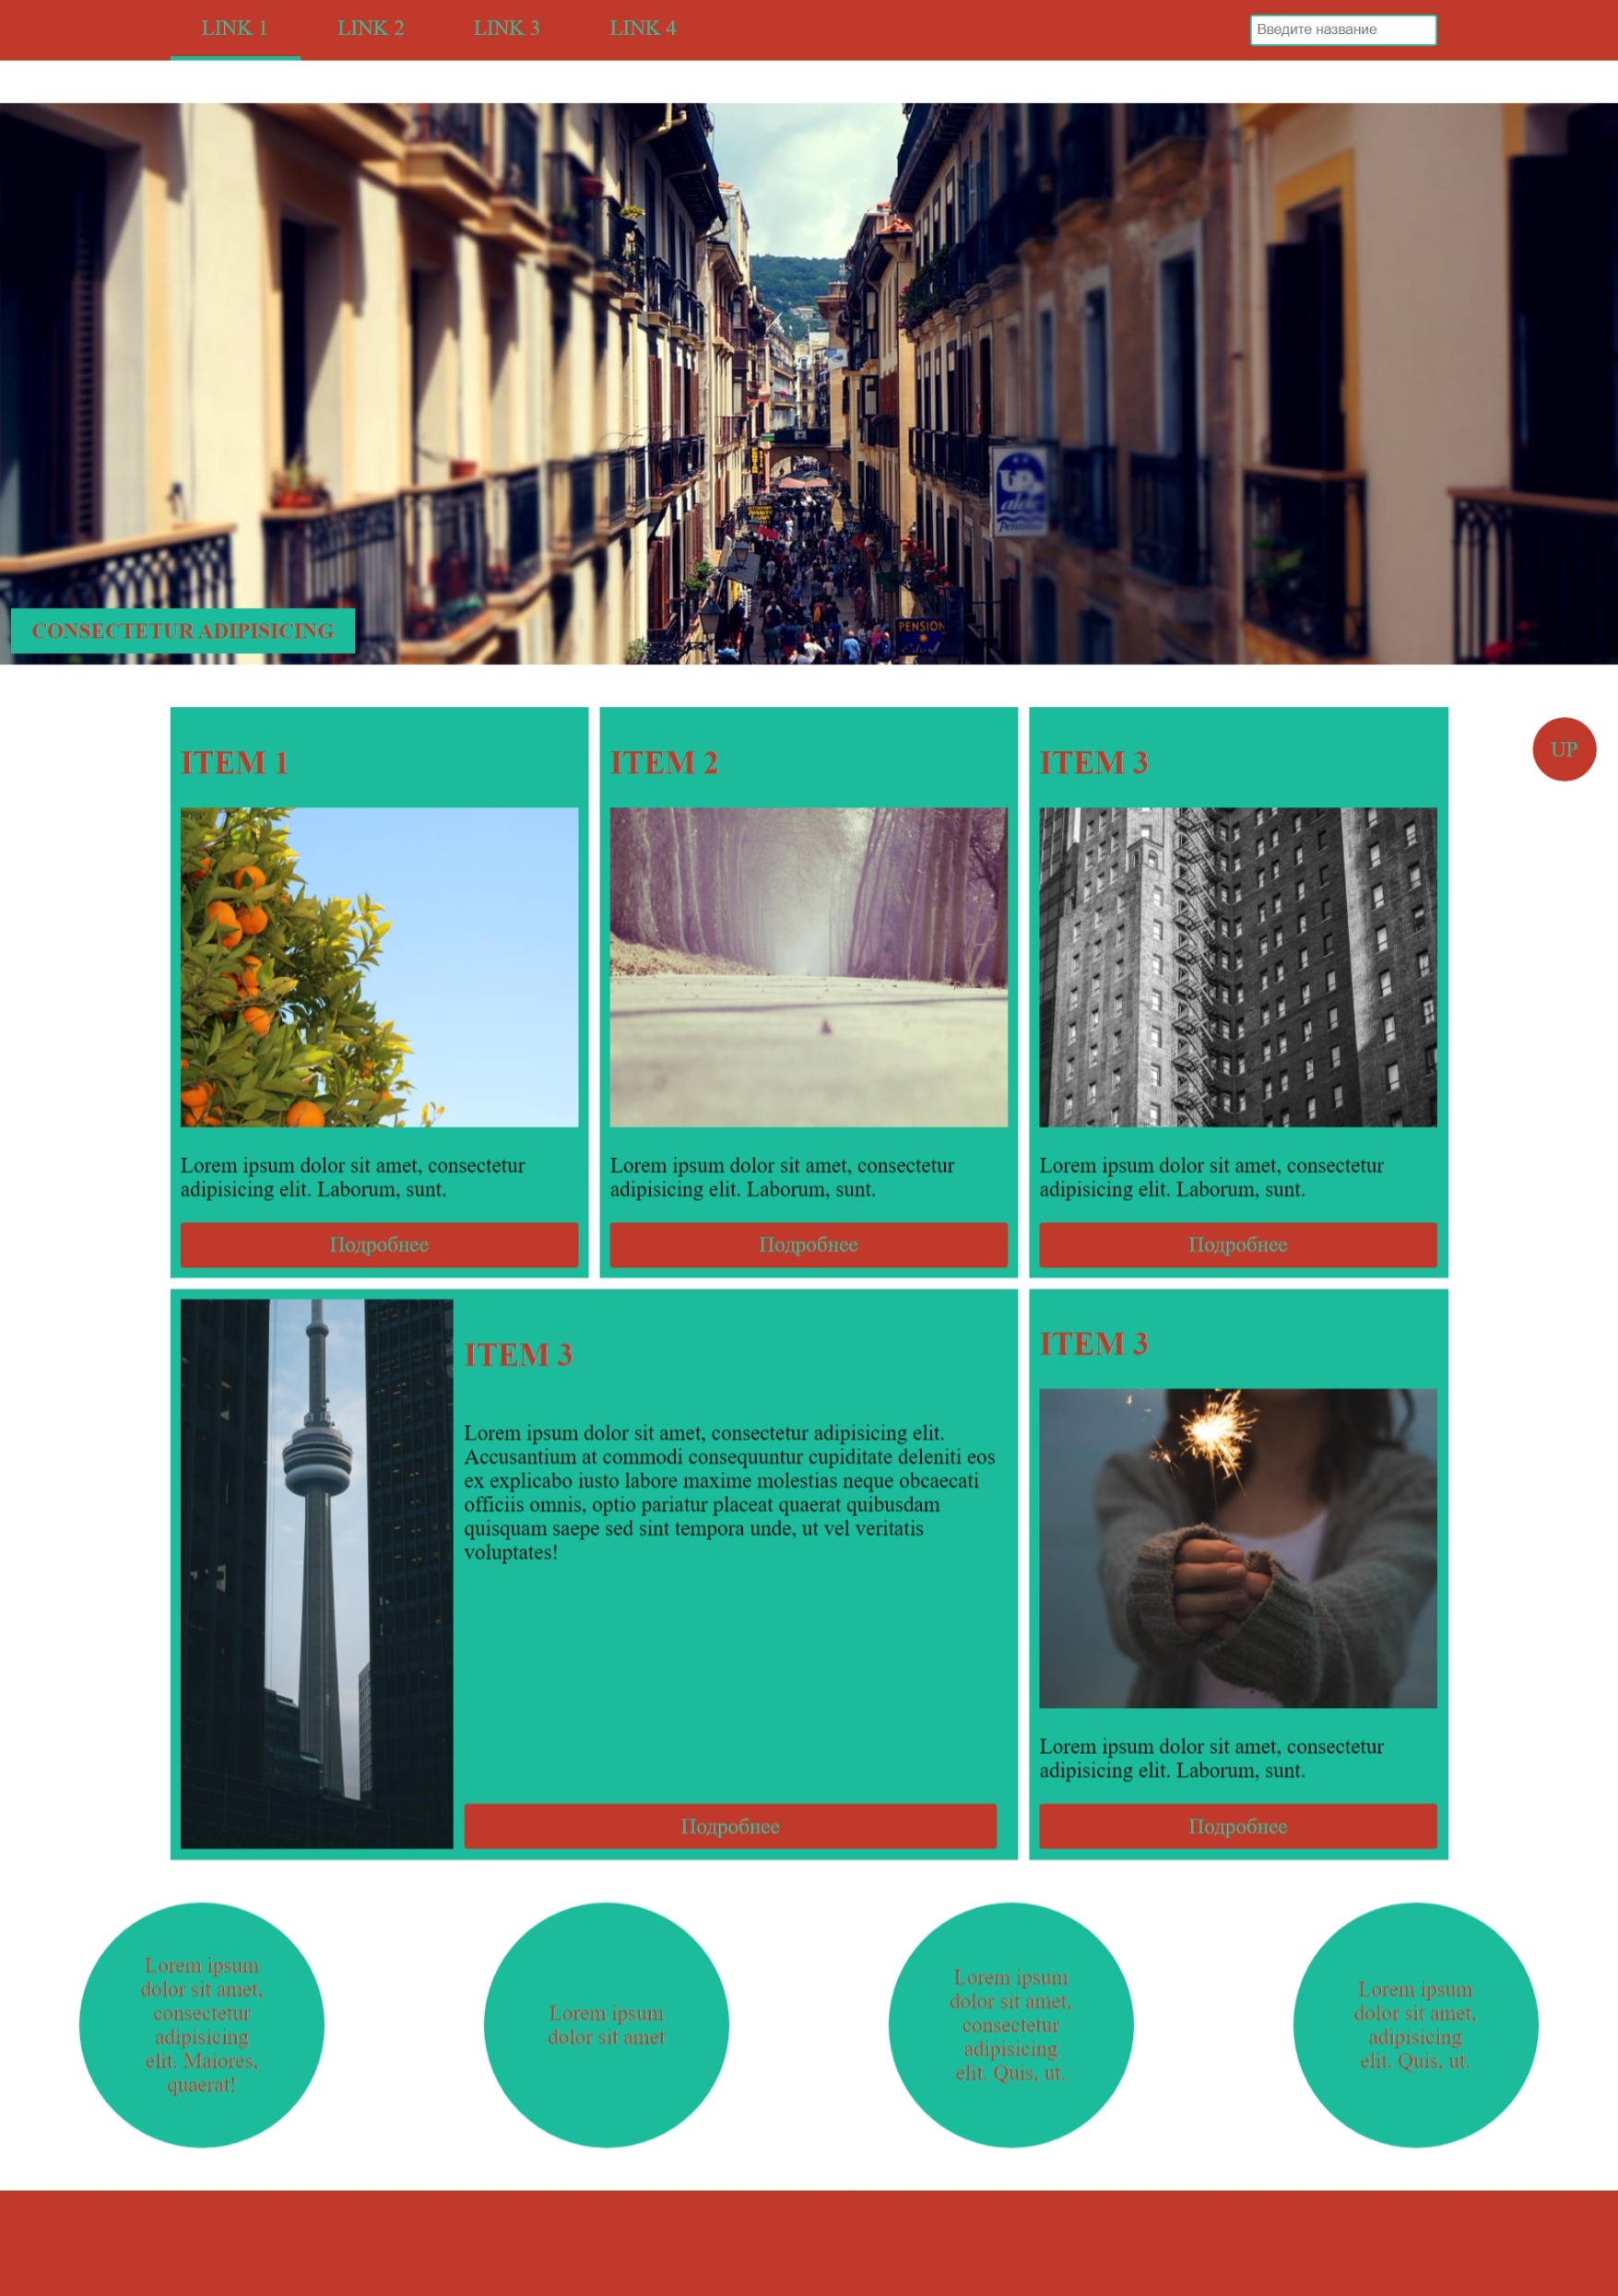 LINK 1 LINK 2 LINK 3 LINK 4 Введите название
UP
PENSION
CONSECTETUR ADIPISICING
UP
ITEM 1
ITEM 2
ITEM 3
Lorem ipsum dolor sit amet, consectetur
adipisicing elit. Laborum, sunt.
Подробнее
Lorem ipsum dolor sit amet, consectetur
adipisicing elit. Laborum, sunt.
Подробнее
Lorem ipsum dolor sit amet, consectetur
adipisicing elit. Laborum, sunt.
Подробнее
ITEM 3
Lorem ipsum dolor sit amet, consectetur adipisicing elit.
Accusantium at commodi consequuntur cupiditate deleniti eos
ex explicabo iusto labore maxime molestias neque obcaecati
officiis omnis, optio pariatur placeat quaerat quibusdam
quisquam saepe sed sint tempora unde, ut vel veritatis
voluptates!
Подробнее
ITEM 3
Lorem ipsum dolor sit amet, consectetur
adipisicing elit. Laborum, sunt.
Подробнее
Lorem ipsum
dolor sit amet,
consectetur
adipisicing
elit. Maiores,
quaerat!
Lorem ipsum
dolor sit amet
Lorem ipsum
dolor sit amet,
consectetur
adipisicing
elit. Quis, ut.
Lorem ipsum
dolor sit amet,
adipisicing
elit. Quis, ut.